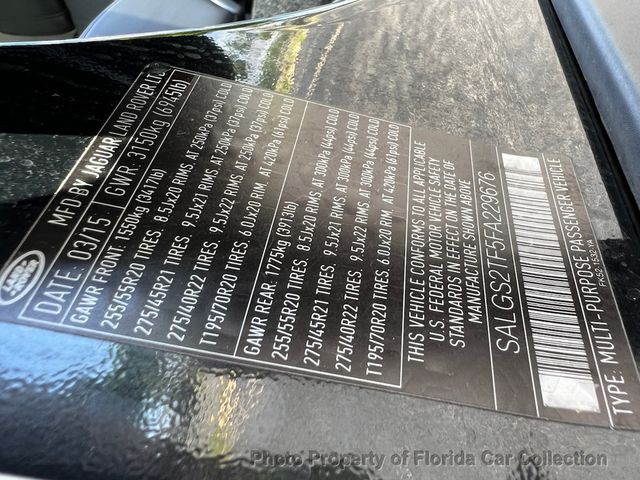 LAND ROVER
MFD BY JAGUAR LAND ROVER LTD
DATE: 03/15 GWR: 3150kg (6945lb)
GAWR FRONT: 1550kg (3417lb)
255/55R20 TIRES, 8.5Jx20 RIMS AT 250kPa (37psi) COLD
275/45R21 TIRES, 9.5Jx21 RIMS AT 250kPa (37psi) COLD
275/40R22 TIRES, 9.5Jx22 RIMS AT 250kPa (37psi) COLD
T195/70R20 TIRES, 6.0Jx20 RIM, AT 420kPa (61psi) COLD
GAWR REAR: 1775kg (3913lb)
255/55R20 TIRES, 8.5Jx20 RIMS, AT 300kPa (44psi) COLD
275/45R21 TIRES, 9.5Jx21 RIMS, AT 300kPa (44psi) COLD
275/40R22 TIRES, 9.5Jx22 RIMS, AT 300kPa (44psi) COLD
T195/70R20 TIRES, 6.0Jx20 RIM, AT 420kPa (61psi) COLD
THIS VEHICLE CONFORMS TO ALL APPLICABLE
U.S. FEDERAL MOTOR VEHICLE SAFETY
STANDARDS IN EFFECT ON THE DATE OF
MANUFACTURE SHOWN ABOVE
SALGS2TF5FA229676
TYPE: MULTI-PURPOSE PASSENGER VEHICLE
Photo Property of Florida Car Collection